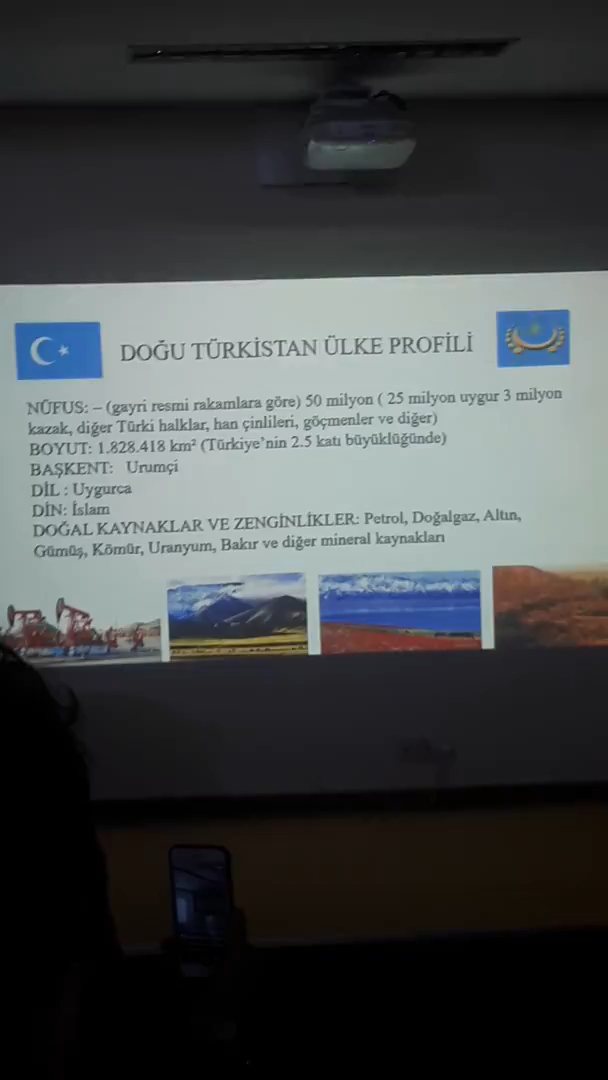 DOĞU TÜRKİSTAN ÜLKE PROFİLİ
NÜFUS: – (gayri resmi rakamlara göre) 50 milyon ( 25 milyon uygur 3 milyon
kazak, diğer Türki halklar, han çinlileri, göçmenler ve diğer)
BOYUT: 1.828.418 km² (Türkiye'nin 2.5 katı büyüklüğünde)
BAŞKENT: Urumçi
DİL : Uygurca
DİN: İslam
DOĞAL KAYNAKLAR VE ZENGİNLİKLER: Petrol, Doğalgaz, Altın,
Gümüş, Kömür, Uranyum, Bakır ve diğer mineral kaynakları